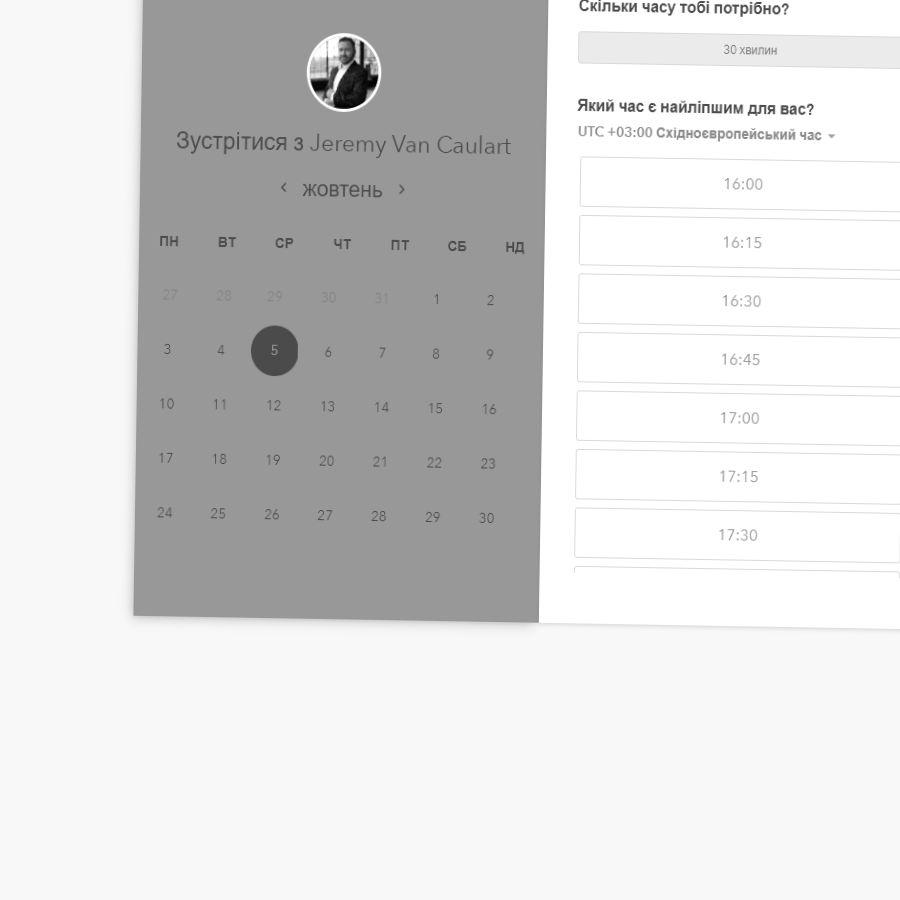 Зустрітися з Jeremy Van Caulart
‹ жовтень ›
ПН ВТ СР ЧТ ПТ СБ НД
27 28 29 30 31 1 2
3 4 5 6 7 8 9
10 11 12 13 14 15 16
17 18 19 20 21 22 23
24 25 26 27 28 29 30
Скільки часу тобі потрібно?
30 хвилин
Який час є найліпшим для вас?
UTC +03:00 Східноєвропейський час
16:00
16:15
16:30
16:45
17:00
17:15
17:30